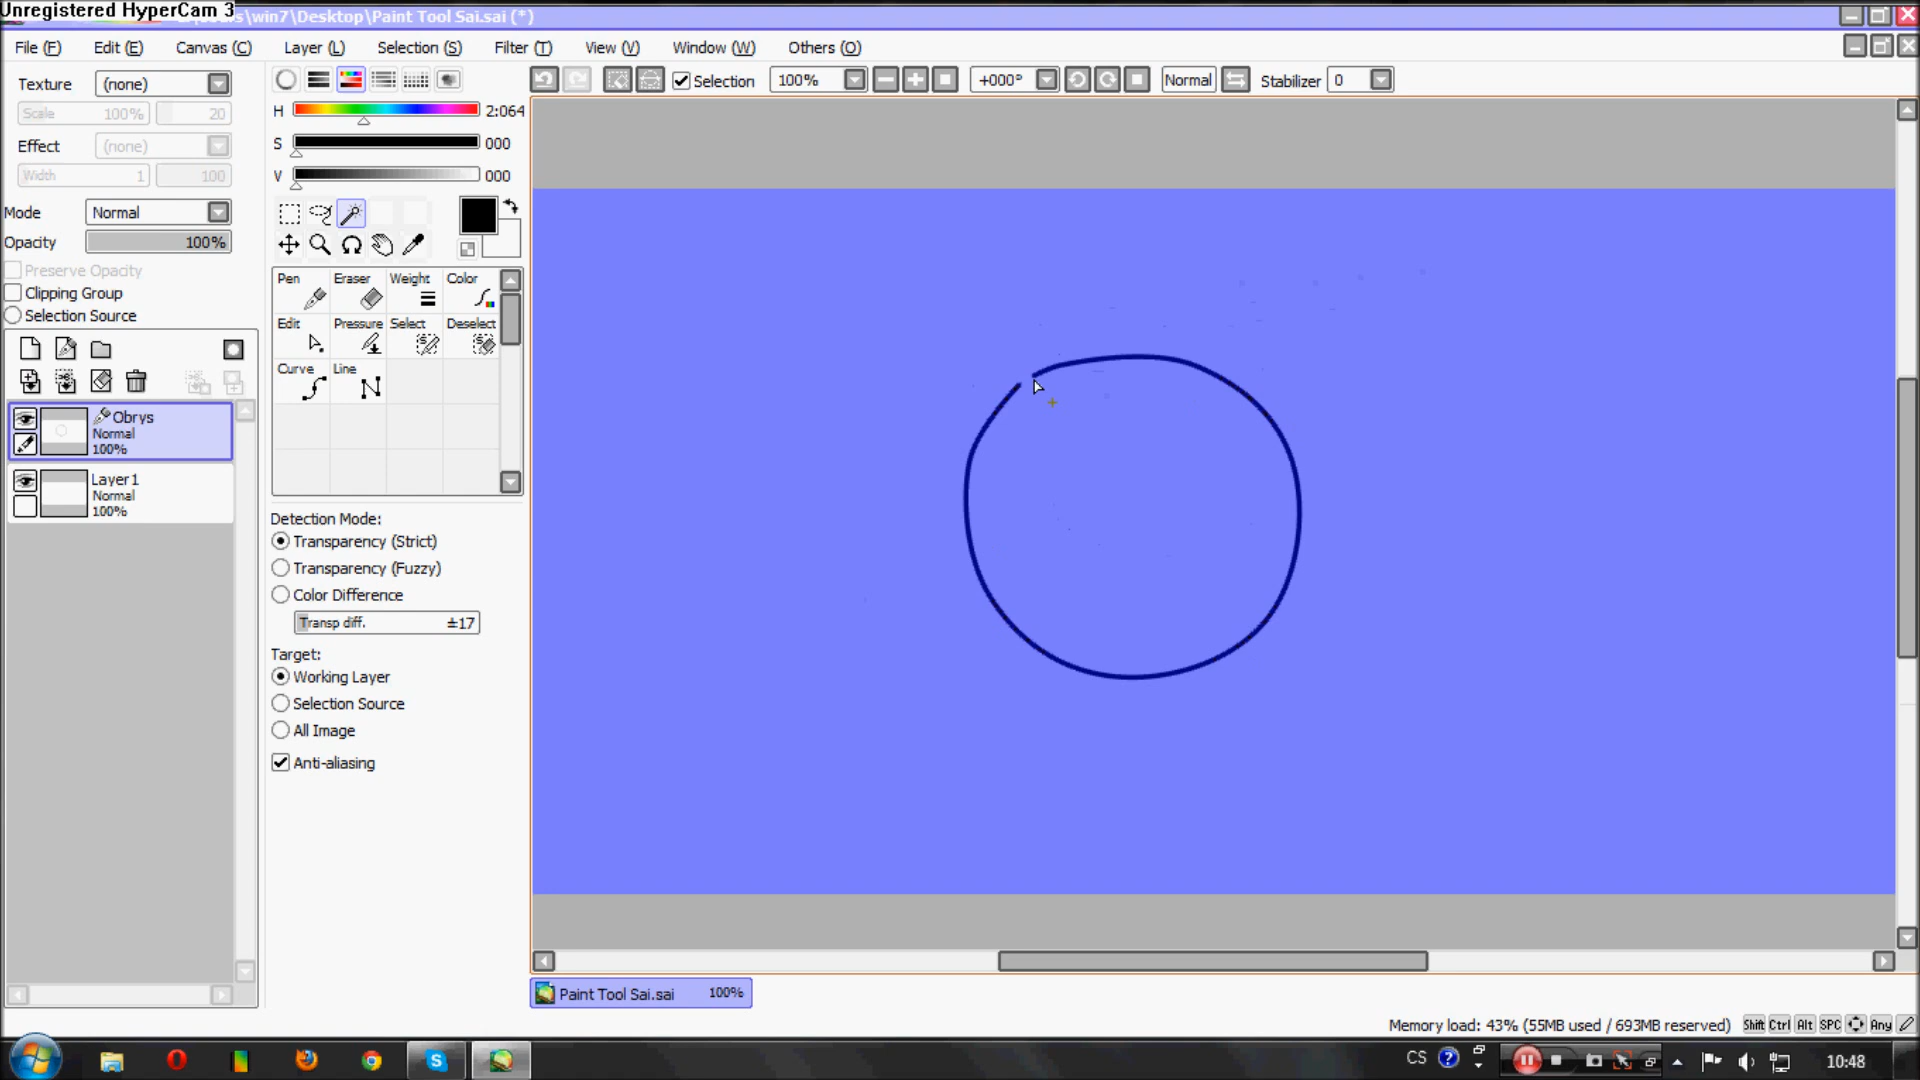 Unregistered HyperCam 3
\win7\Desktop\Paint Tool Sai.sai (*)
File (F) Edit (E) Canvas (C) Layer (L) Selection (S) Filter (T) View (V) Window (W) Others (O)
Texture (none)
Scale 100% 20
Effect (none)
Width 1 100
Mode Normal
Opacity 100%
Preserve Opacity
Clipping Group
Selection Source
Obrys
Normal
100%
Layer1
Normal
100%
H 2:064
S 000
V 000
Pen Eraser Weight Color
Edit Pressure Select Deselect
Curve Line
Detection Mode:
Transparency (Strict)
Transparency (Fuzzy)
Color Difference
Transp diff. ±17
Target:
Working Layer
Selection Source
All Image
Anti-aliasing
Selection 100% +000° Normal Stabilizer 0
Paint Tool Sai.sai 100%
Memory load: 43% (55MB used / 693MB reserved) Shift Ctrl Alt SPC Any
CS 10:48